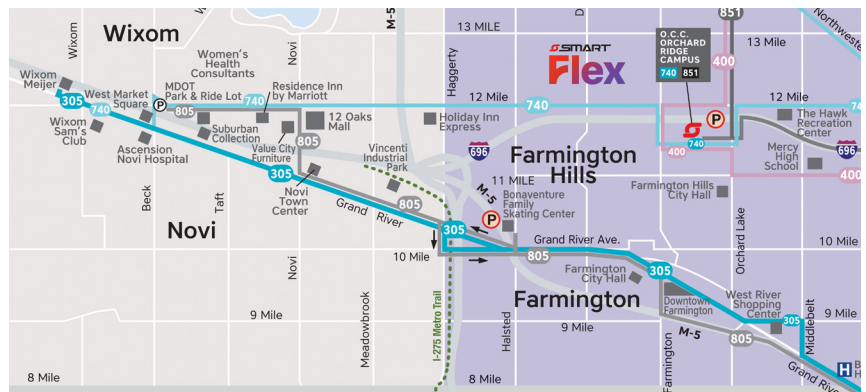 M-5
13 MILE
D
SMART
Flex
O.C.C.
ORCHARD
RIDGE
CAMPUS
740 851
851
13 Mile
Northwester
400
Wixom
Wixom
Novi
Haggerty
Women's
Health
Consultants
Wixom
Meijer
305
West Market
Square
740
MDOT
Park & Ride Lot
P
805
740
Residence Inn
by Marriott
12 Mile
740
12 Mile
740
Wixom
Sam's
Club
Suburban
Collection
Value City
Furniture
12 Oaks
Mall
805
Holiday Inn
Express
P
S
740
The Hawk
Recreation
Center
INTERSTATE
696
696
Ascension
Novi Hospital
Vincenti
Industrial
Park
Farmington
Hills
400
Mercy
High
School
400
305
Novi
Town
Center
11 MILE
M-5
Bonaventure
Family
Skating Center
P
Farmington Hills
City Hall
Beck
Taft
Novi
Grand River
805
305
Orchard Lake
Novi
10 Mile
805
Grand River Ave.
10 Mile
Farmington
City Hall
305
Meadowbrook
I-275 Metro Trail
Halsted
Farmington
Downtown
Farmington
West River
Shopping
Center
305
Middlebelt
9 Mile
9 Mile
9 Mile
M-5
805
Farmington
Grand River
8 Mile
8 Mile
H
B
H